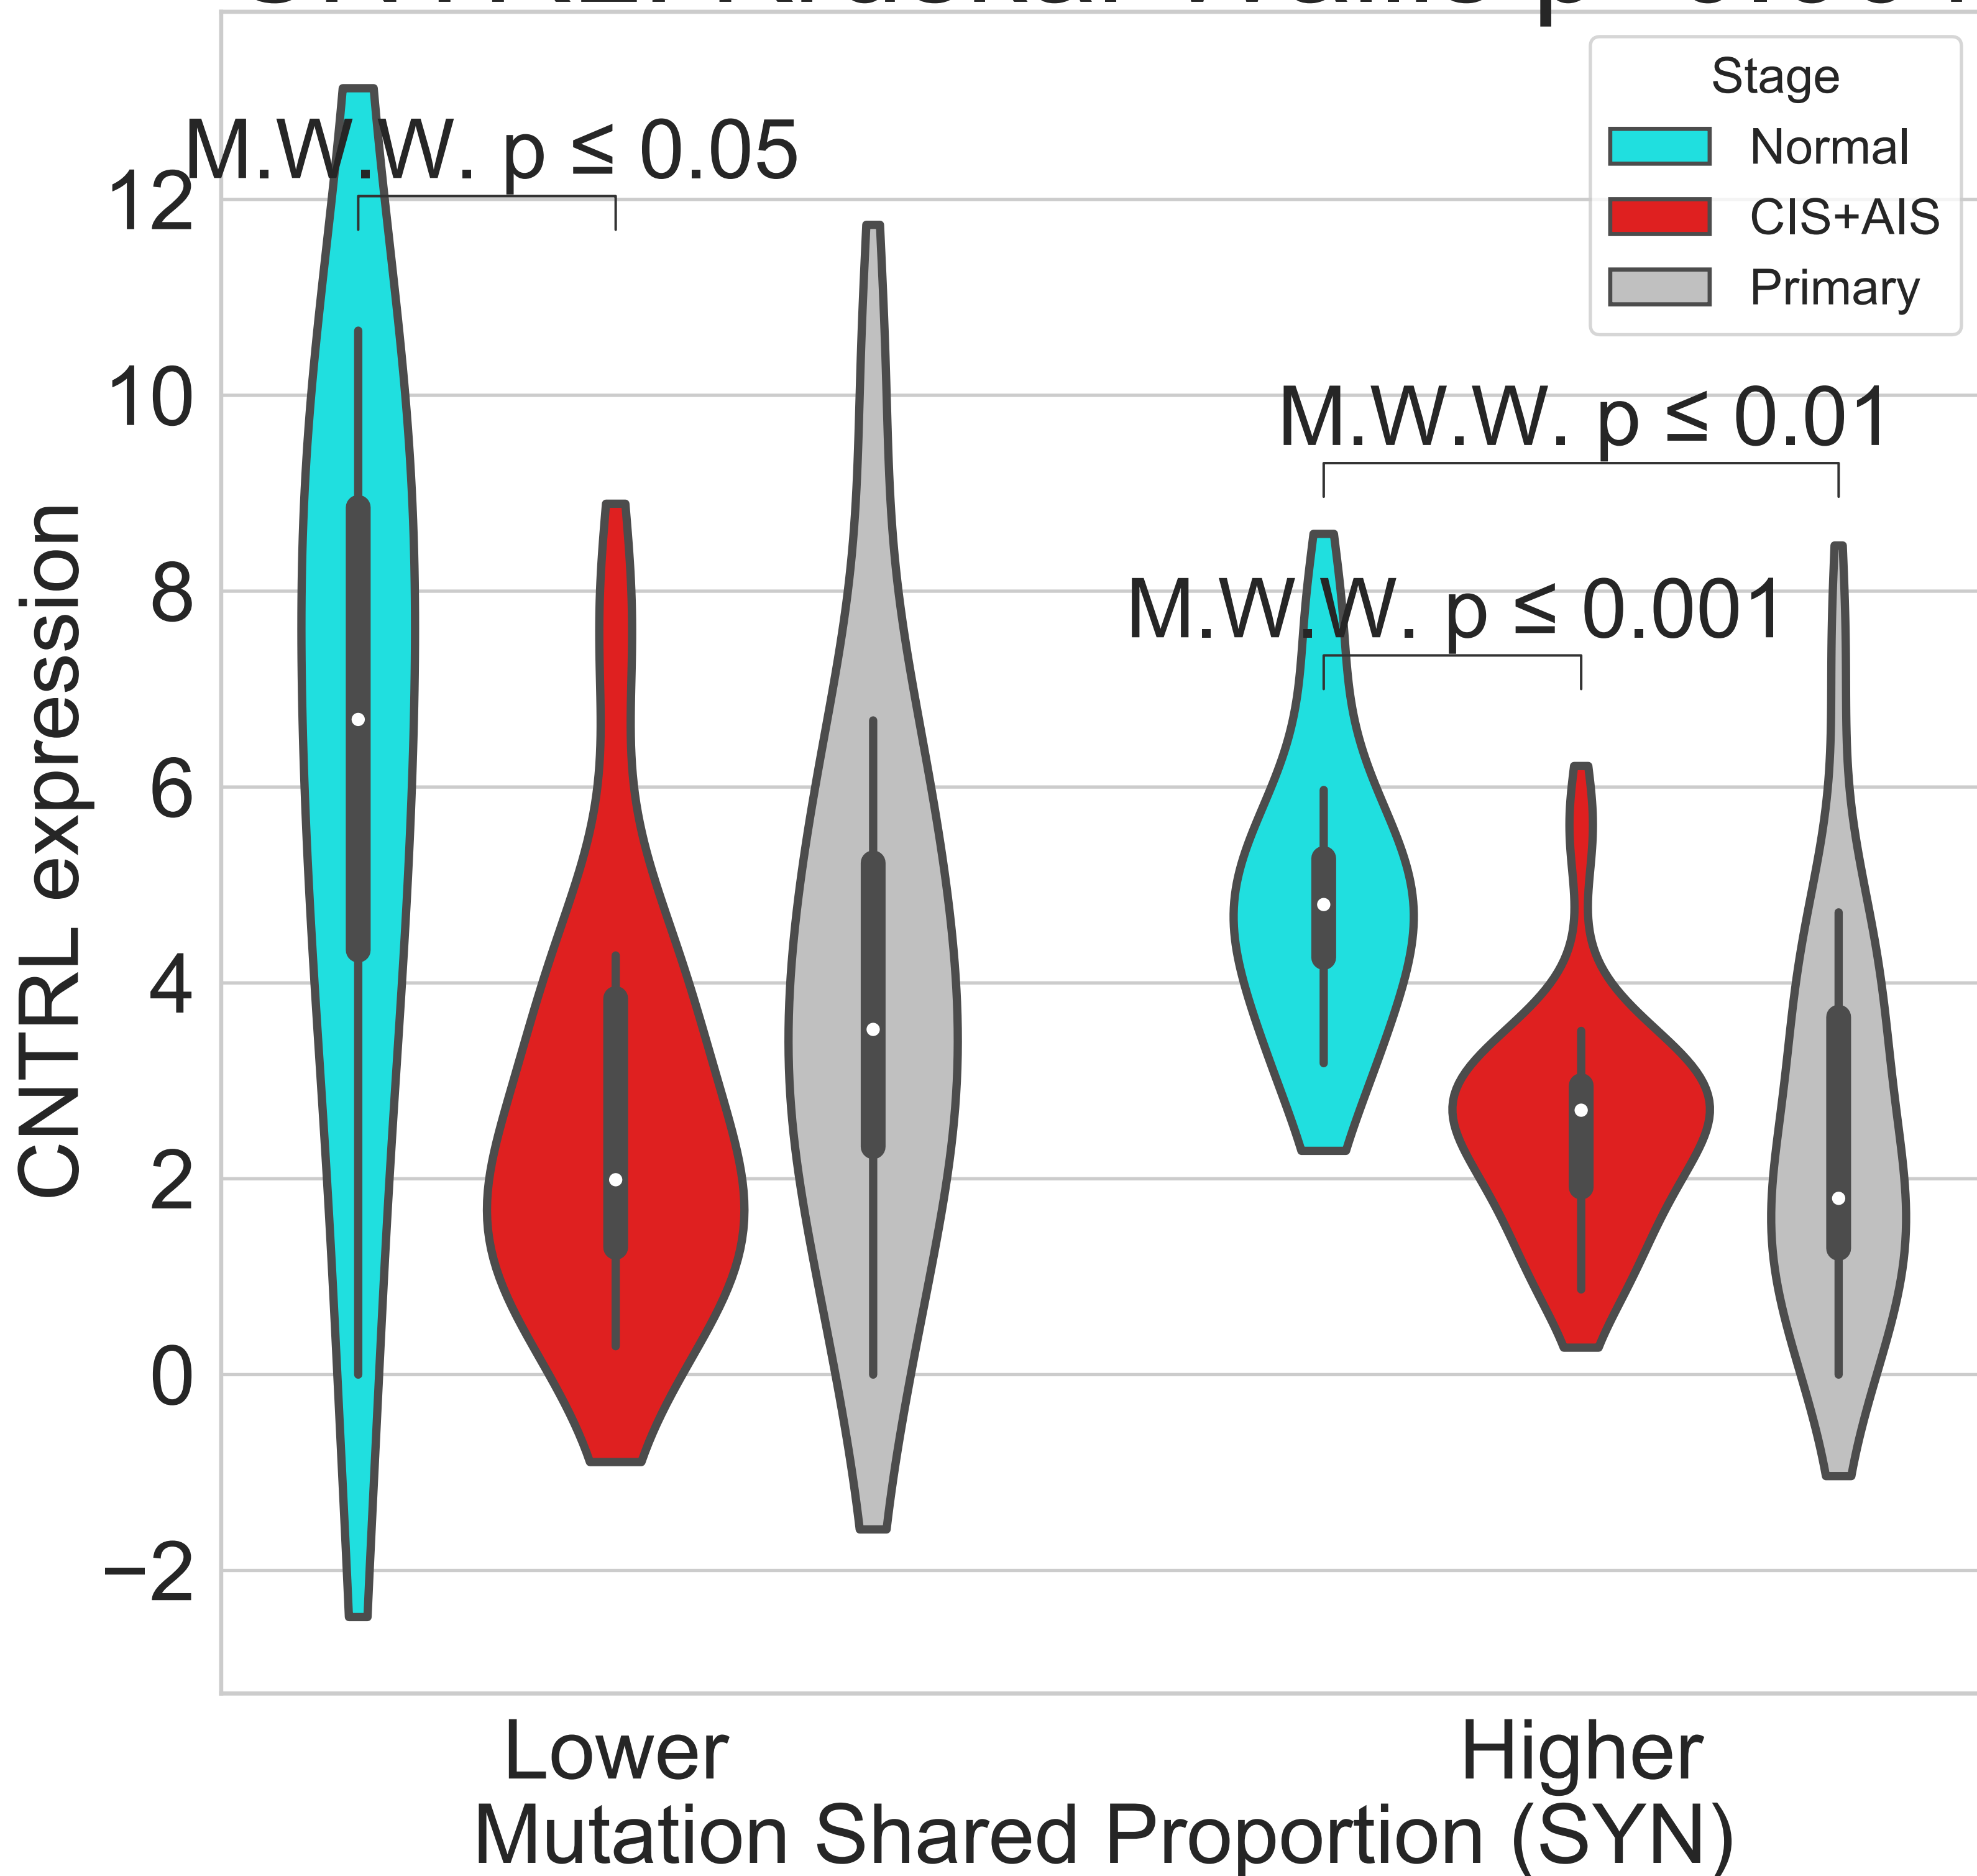 Stage
Normal
CIS+AIS
Primary
M.W.W. p ≤ 0.05
M.W.W. p ≤ 0.01
M.W.W. p ≤ 0.001
12
10
8
6
4
2
0
−2
CNTRL expression
Lower
Higher
Mutation Shared Proportion (SYN)